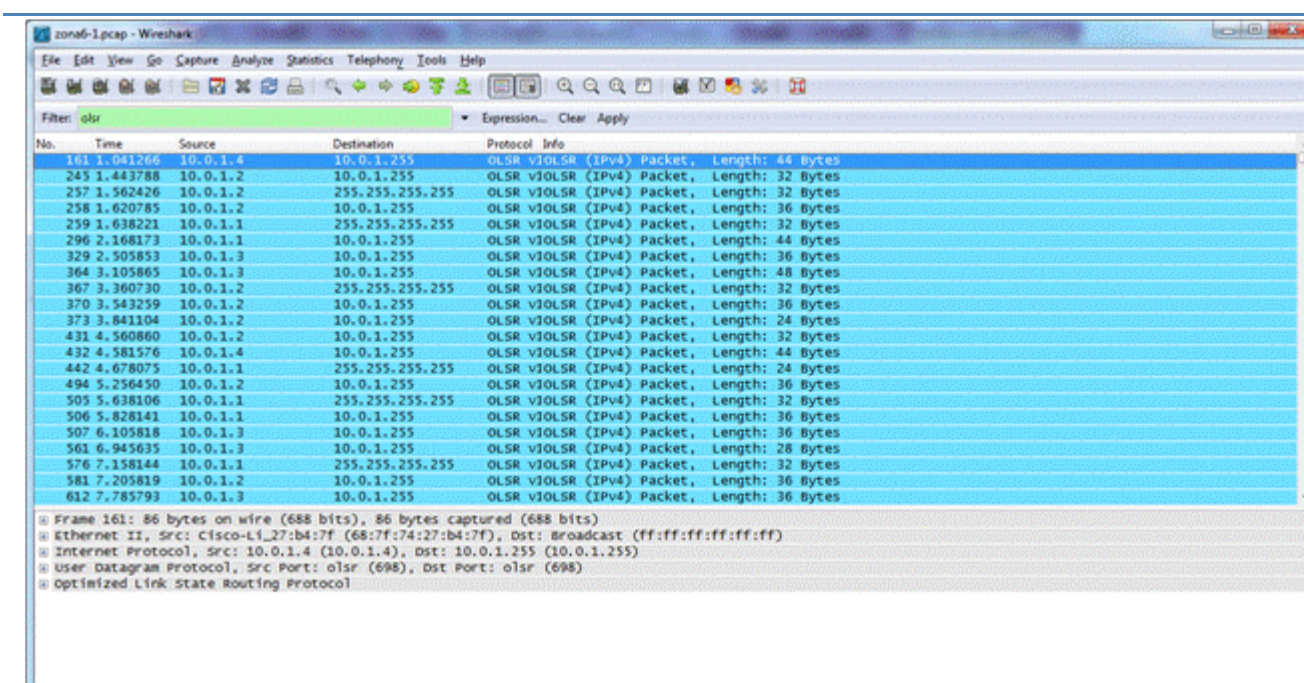 zona6-1.pcap - Wireshark
File Edit View Go Capture Analyze Statistics Telephony Tools Help
Filter: olsr Expression... Clear Apply
No. Time Source Destination Protocol Info
161 1.041266 10.0.1.4 10.0.1.255 OLSR v1OLSR (IPv4) Packet, Length: 44 Bytes
245 1.443788 10.0.1.2 10.0.1.255 OLSR v1OLSR (IPv4) Packet, Length: 32 Bytes
257 1.562426 10.0.1.2 255.255.255.255 OLSR v1OLSR (IPv4) Packet, Length: 32 Bytes
258 1.620785 10.0.1.2 10.0.1.255 OLSR v1OLSR (IPv4) Packet, Length: 36 Bytes
259 1.638221 10.0.1.1 255.255.255.255 OLSR v1OLSR (IPv4) Packet, Length: 32 Bytes
296 2.168173 10.0.1.1 10.0.1.255 OLSR v1OLSR (IPv4) Packet, Length: 44 Bytes
329 2.505853 10.0.1.3 10.0.1.255 OLSR v1OLSR (IPv4) Packet, Length: 36 Bytes
364 3.105865 10.0.1.3 10.0.1.255 OLSR v1OLSR (IPv4) Packet, Length: 48 Bytes
367 3.360730 10.0.1.2 255.255.255.255 OLSR v1OLSR (IPv4) Packet, Length: 32 Bytes
370 3.543259 10.0.1.2 10.0.1.255 OLSR v1OLSR (IPv4) Packet, Length: 36 Bytes
373 3.841104 10.0.1.2 10.0.1.255 OLSR v1OLSR (IPv4) Packet, Length: 24 Bytes
431 4.560860 10.0.1.2 10.0.1.255 OLSR v1OLSR (IPv4) Packet, Length: 32 Bytes
432 4.581576 10.0.1.4 10.0.1.255 OLSR v1OLSR (IPv4) Packet, Length: 44 Bytes
442 4.678075 10.0.1.1 255.255.255.255 OLSR v1OLSR (IPv4) Packet, Length: 24 Bytes
494 5.256450 10.0.1.2 10.0.1.255 OLSR v1OLSR (IPv4) Packet, Length: 36 Bytes
505 5.638106 10.0.1.1 255.255.255.255 OLSR v1OLSR (IPv4) Packet, Length: 32 Bytes
506 5.828141 10.0.1.1 10.0.1.255 OLSR v1OLSR (IPv4) Packet, Length: 36 Bytes
507 6.105818 10.0.1.3 10.0.1.255 OLSR v1OLSR (IPv4) Packet, Length: 36 Bytes
561 6.945635 10.0.1.3 10.0.1.255 OLSR v1OLSR (IPv4) Packet, Length: 28 Bytes
576 7.158144 10.0.1.1 255.255.255.255 OLSR v1OLSR (IPv4) Packet, Length: 32 Bytes
581 7.205819 10.0.1.2 10.0.1.255 OLSR v1OLSR (IPv4) Packet, Length: 36 Bytes
612 7.785793 10.0.1.3 10.0.1.255 OLSR v1OLSR (IPv4) Packet, Length: 36 Bytes
Frame 161: 86 bytes on wire (688 bits), 86 bytes captured (688 bits)
Ethernet II, Src: Cisco-Li_27:b4:7f (68:7f:74:27:b4:7f), Dst: Broadcast (ff:ff:ff:ff:ff:ff)
Internet Protocol, Src: 10.0.1.4 (10.0.1.4), Dst: 10.0.1.255 (10.0.1.255)
User Datagram Protocol, Src Port: olsr (698), Dst Port: olsr (698)
Optimized Link State Routing Protocol